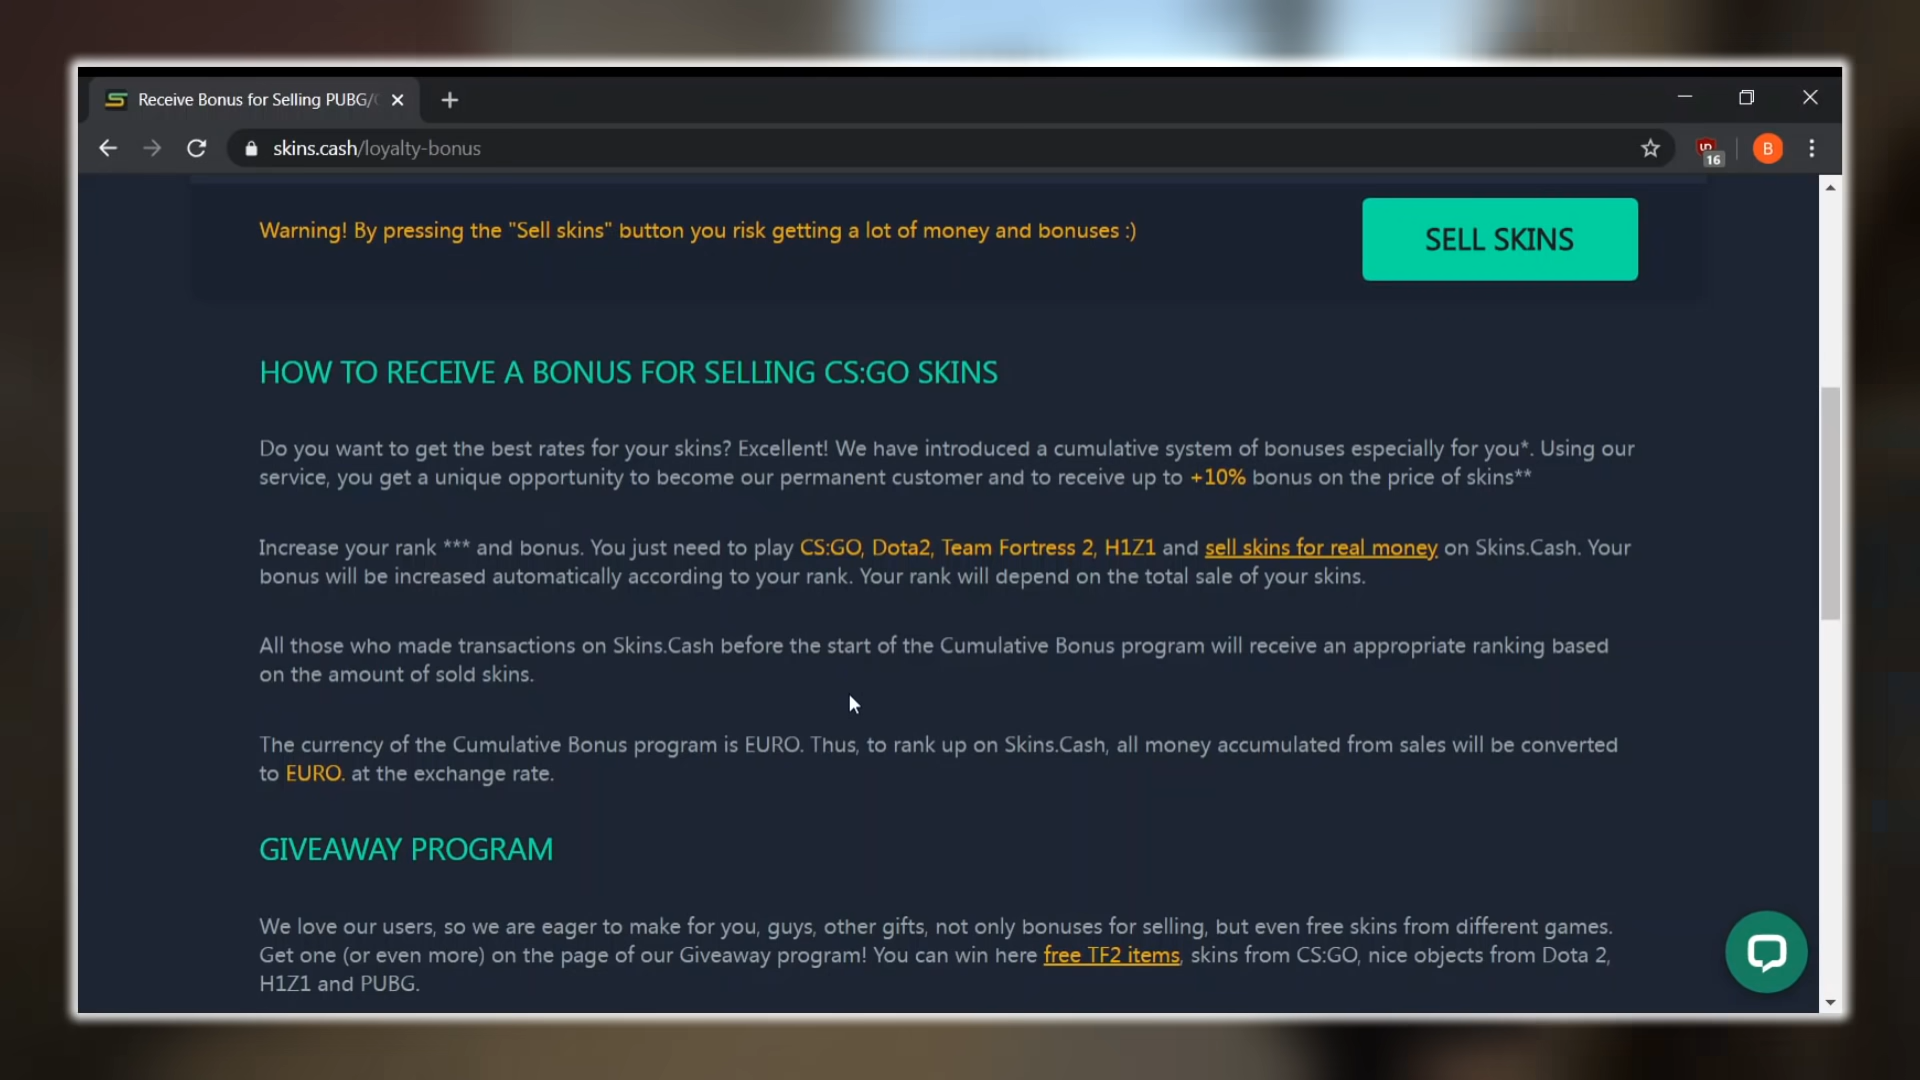 Receive Bonus for Selling PUBG/
skins.cash/loyalty-bonus
16
B
Warning! By pressing the "Sell skins" button you risk getting a lot of money and bonuses :)
SELL SKINS
HOW TO RECEIVE A BONUS FOR SELLING CS:GO SKINS
Do you want to get the best rates for your skins? Excellent! We have introduced a cumulative system of bonuses especially for you*. Using our
service, you get a unique opportunity to become our permanent customer and to receive up to +10% bonus on the price of skins**
Increase your rank *** and bonus. You just need to play CS:GO, Dota2, Team Fortress 2, H1Z1 and sell skins for real money on Skins.Cash. Your
bonus will be increased automatically according to your rank. Your rank will depend on the total sale of your skins.
All those who made transactions on Skins.Cash before the start of the Cumulative Bonus program will receive an appropriate ranking based
on the amount of sold skins.
The currency of the Cumulative Bonus program is EURO. Thus, to rank up on Skins.Cash, all money accumulated from sales will be converted
to EURO. at the exchange rate.
GIVEAWAY PROGRAM
We love our users, so we are eager to make for you, guys, other gifts, not only bonuses for selling, but even free skins from different games.
Get one (or even more) on the page of our Giveaway program! You can win here free TF2 items, skins from CS:GO, nice objects from Dota 2,
H1Z1 and PUBG.